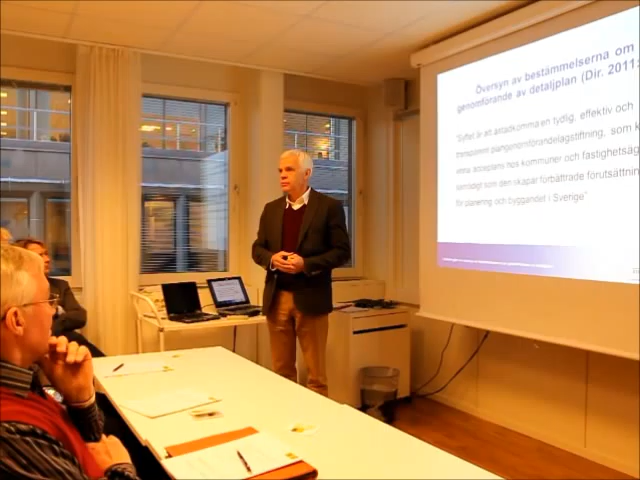 Översyn av bestämmelserna om
genomförande av detaljplan (Dir. 2011:
"Syftet är att åstadkomma en tydlig, effektiv och
transparent plangenomförandelagstiftning, som k
vinna acceptans hos kommuner och fastighetsäg
samtidigt som den skapar förbättrade förutsättnin
för planering och byggandet i Sverige"